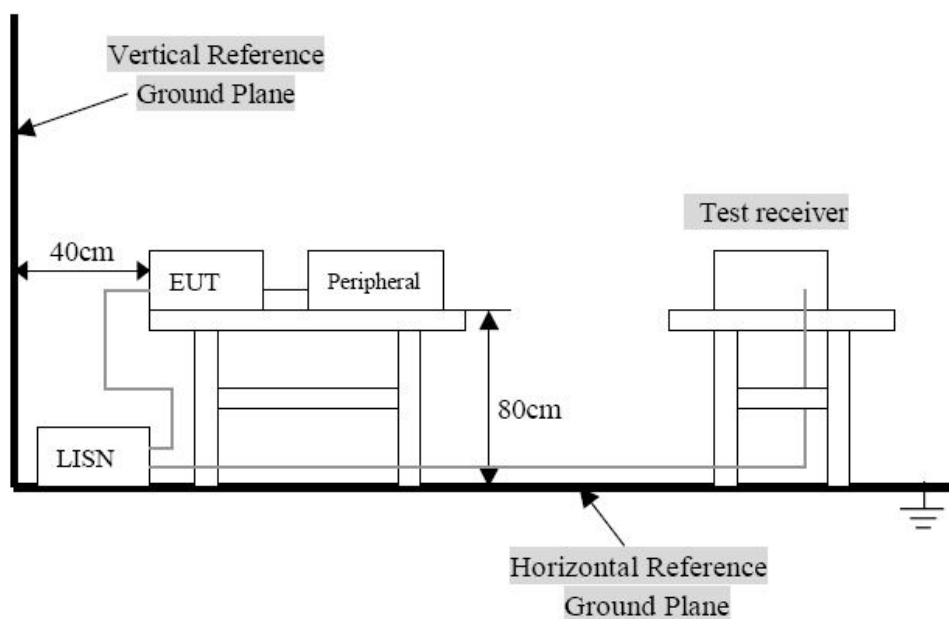 Vertical Reference
Ground Plane
Test receiver
40cm
EUT
Peripheral
80cm
LISN
Horizontal Reference
Ground Plane